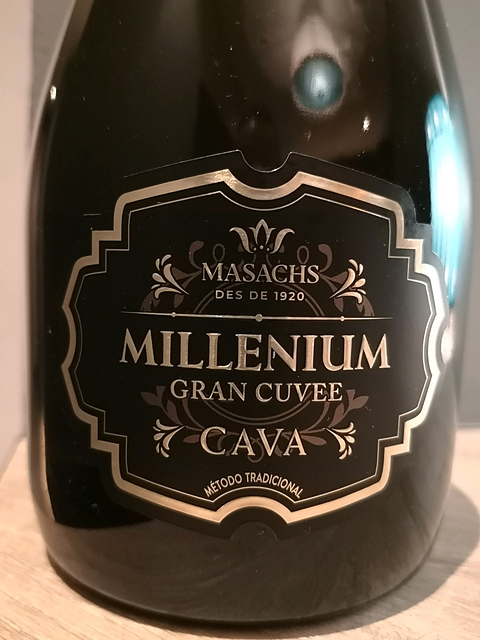 MASACHS
DES DE 1920
MILLENIUM
GRAN CUVEE
CAVA
MÉTODO TRADICIONAL